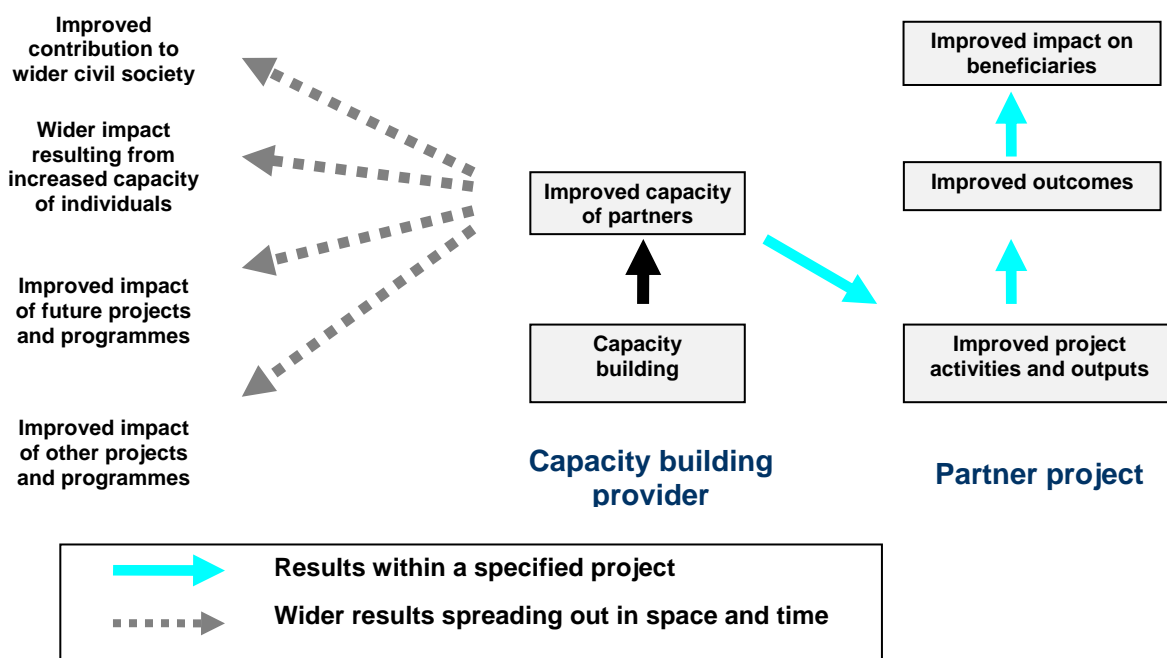 Improved
contribution to
wider civil society
Wider impact
resulting from
increased capacity
of individuals
Improved impact
of future projects
and programmes
Improved impact
of other projects
and programmes
Improved capacity
of partners
Capacity
building
Capacity building
provider
Improved impact on
beneficiaries
Improved outcomes
Improved project
activities and outputs
Partner project
Results within a specified project
Wider results spreading out in space and time